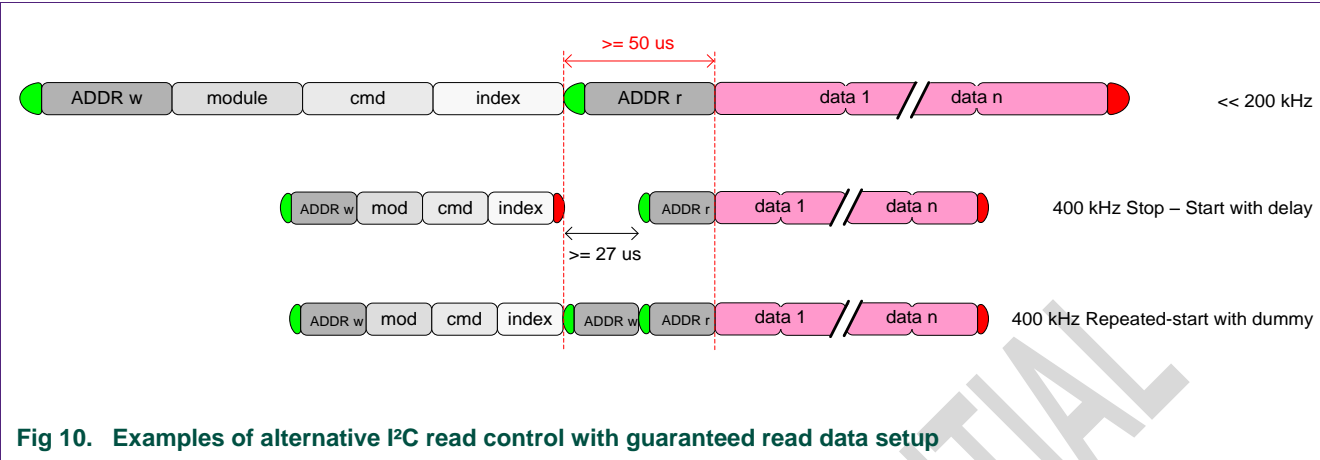 >= 50 us
ADDR w module cmd index ADDR r data 1 data n << 200 kHz
ADDR w mod cmd index ADDR r data 1 data n 400 kHz Stop – Start with delay
>= 27 us
ADDR w mod cmd index ADDR w ADDR r data 1 data n 400 kHz Repeated-start with dummy
Fig 10. Examples of alternative I²C read control with guaranteed read data setup